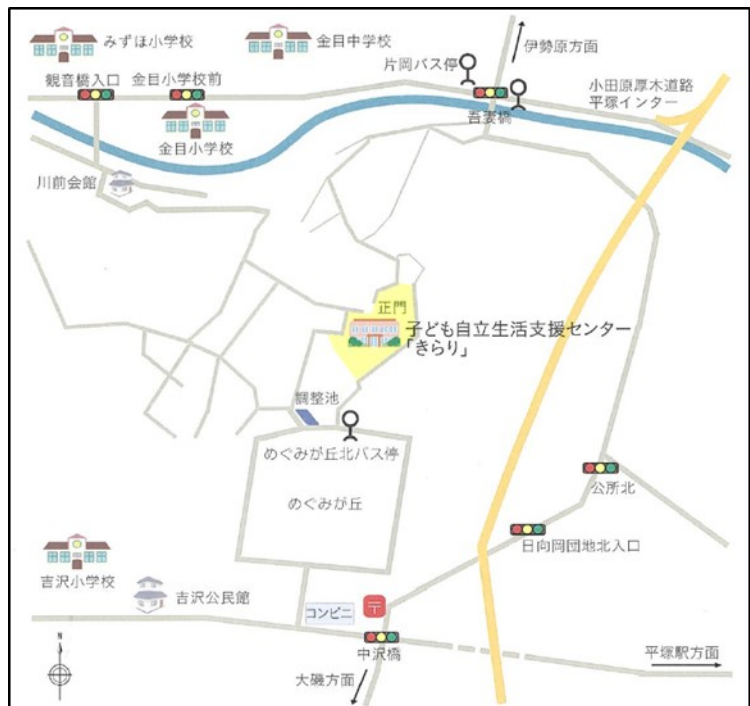 みずほ小学校
金目中学校
伊勢原方面
片岡バス停
観音橋入口
金目小学校前
小田原厚木道路
平塚インター
吾妻橋
金目小学校
川前会館
正門
子ども自立生活支援センター
「きらり」
調整池
めぐみが丘北バス停
めぐみが丘
公所北
日向岡団地北入口
吉沢小学校
吉沢公民館
コンビニ
〒
中沢橋
平塚駅方面
大磯方面
N